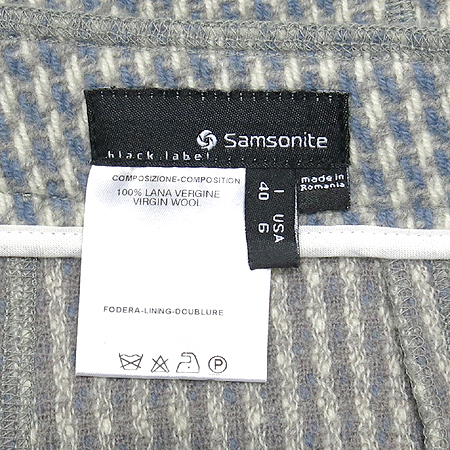 Samsonite
black label
made in
Romania
COMPOSIZIONE-COMPOSITION
100% LANA VERGINE
VIRGIN WOOL
I USA
40 6
FODERA-LINING-DOUBLURE
P